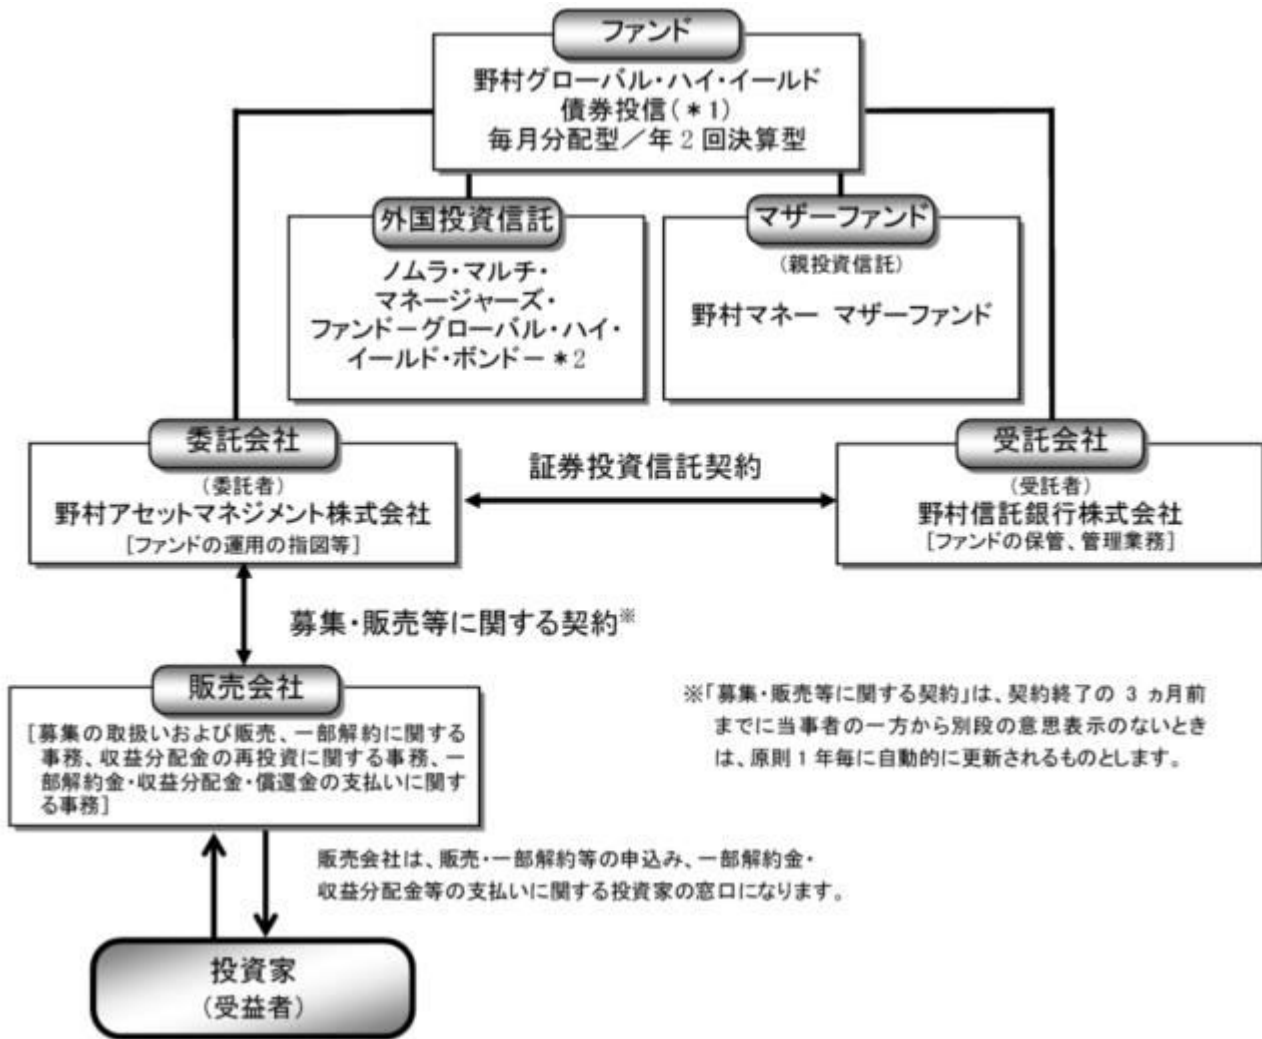 ファンド
野村グローバル・ハイ・イールド
債券投信(＊1)
毎月分配型／年2回決算型
外国投資信託
ノムラ・マルチ・
マネージャーズ・
ファンドーグローバル・ハイ・
イールド・ボンドー＊2
マザーファンド
(親投資信託)
野村マネー マザーファンド
委託会社
(委託者)
野村アセットマネジメント株式会社
[ファンドの運用の指図等]
証券投資信託契約
受託会社
(受託者)
野村信託銀行株式会社
[ファンドの保管、管理業務]
募集・販売等に関する契約※
販売会社
[募集の取扱いおよび販売、一部解約に関する
事務、収益分配金の再投資に関する事務、一
部解約金・収益分配金・償還金の支払いに関す
る事務]
※「募集・販売等に関する契約」は、契約終了の 3 ヵ月前
までに当事者の一方から別段の意思表示のないとき
は、原則1年毎に自動的に更新されるものとします。
販売会社は、販売・一部解約等の申込み、一部解約金・
収益分配金等の支払いに関する投資家の窓口になります。
投資家
(受益者)